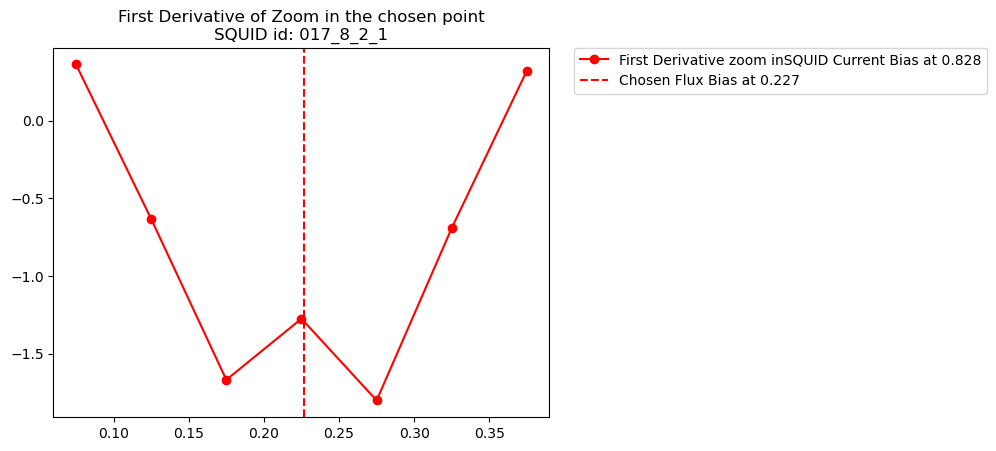 First Derivative of Zoom in the chosen point
SQUID id: 017_8_2_1
First Derivative zoom inSQUID Current Bias at 0.828
Chosen Flux Bias at 0.227
0.0
−0.5
−1.0
−1.5
0.10 0.15 0.20 0.25 0.30 0.35